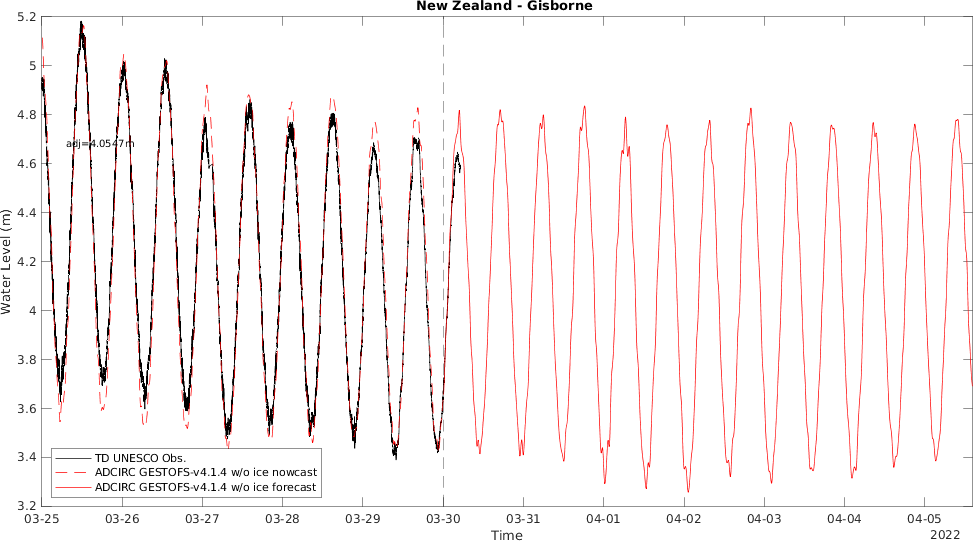 New Zealand - Gisborne
Water Level (m)
5.2
5
4.8
4.6
4.4
4.2
4
3.8
3.6
3.4
3.2
adj=4.0547m
TD UNESCO Obs.
ADCIRC GESTOFS-v4.1.4 w/o ice nowcast
ADCIRC GESTOFS-v4.1.4 w/o ice forecast
03-25 03-26 03-27 03-28 03-29 03-30 03-31 04-01 04-02 04-03 04-04 04-05
Time
2022